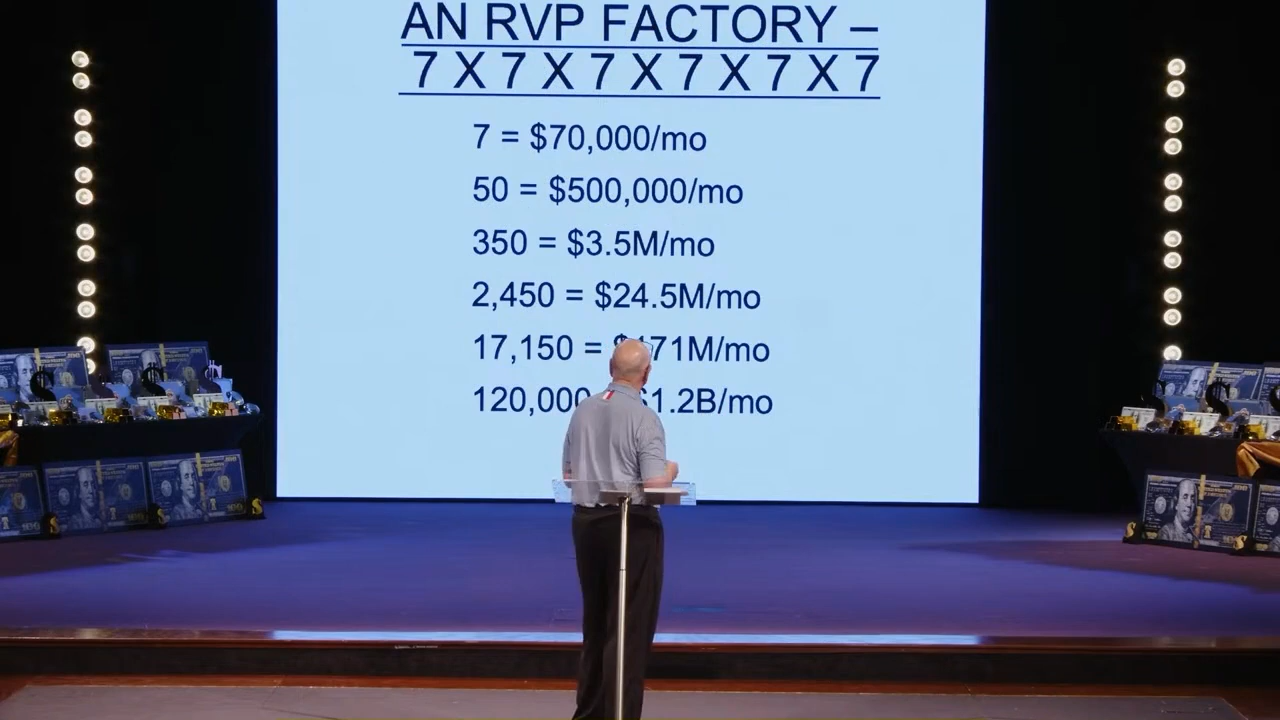 AN RVP FACTORY –
7 X 7 X 7 X 7 X 7 X 7
7 = $70,000/mo
50 = $500,000/mo
350 = $3.5M/mo
2,450 = $24.5M/mo
17,150 = $171M/mo
120,000 $1.2B/mo